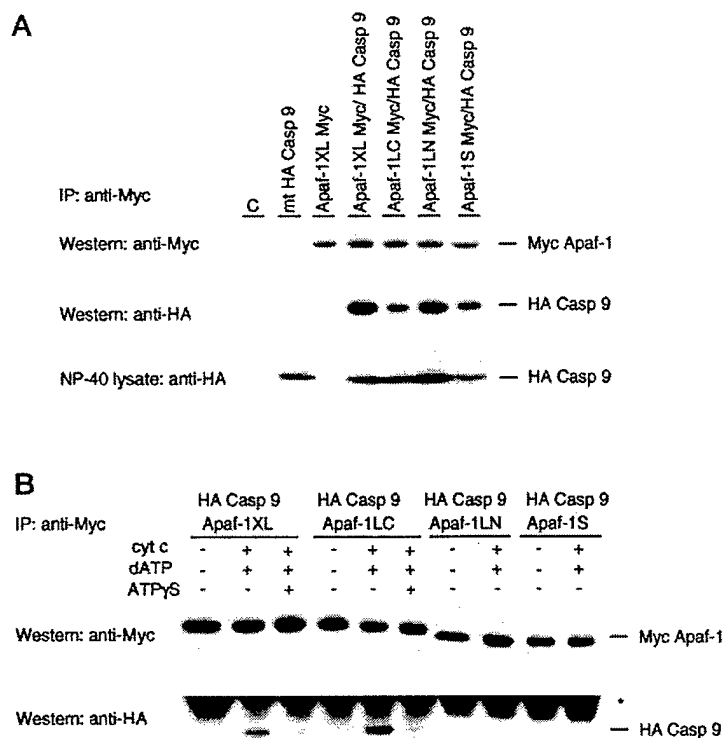 A
C
mt HA Casp 9
Apaf-1XL Myc
Apaf-1XL Myc/ HA Casp 9
Apaf-1LC Myc/HA Casp 9
Apaf-1LN Myc/HA Casp 9
Apaf-1S Myc/HA Casp 9
IP: anti-Myc
Western: anti-Myc
Myc Apaf-1
Western: anti-HA
HA Casp 9
NP-40 lysate: anti-HA
HA Casp 9
B
HA Casp 9 HA Casp 9 HA Casp 9 HA Casp 9
IP: anti-Myc Apaf-1XL Apaf-1LC Apaf-1LN Apaf-1S
cyt c - + + - + + - + - +
dATP - + + - + + - + - +
ATPγS - - + - - + - - - -
Western: anti-Myc
Myc Apaf-1
*
Western: anti-HA
HA Casp 9